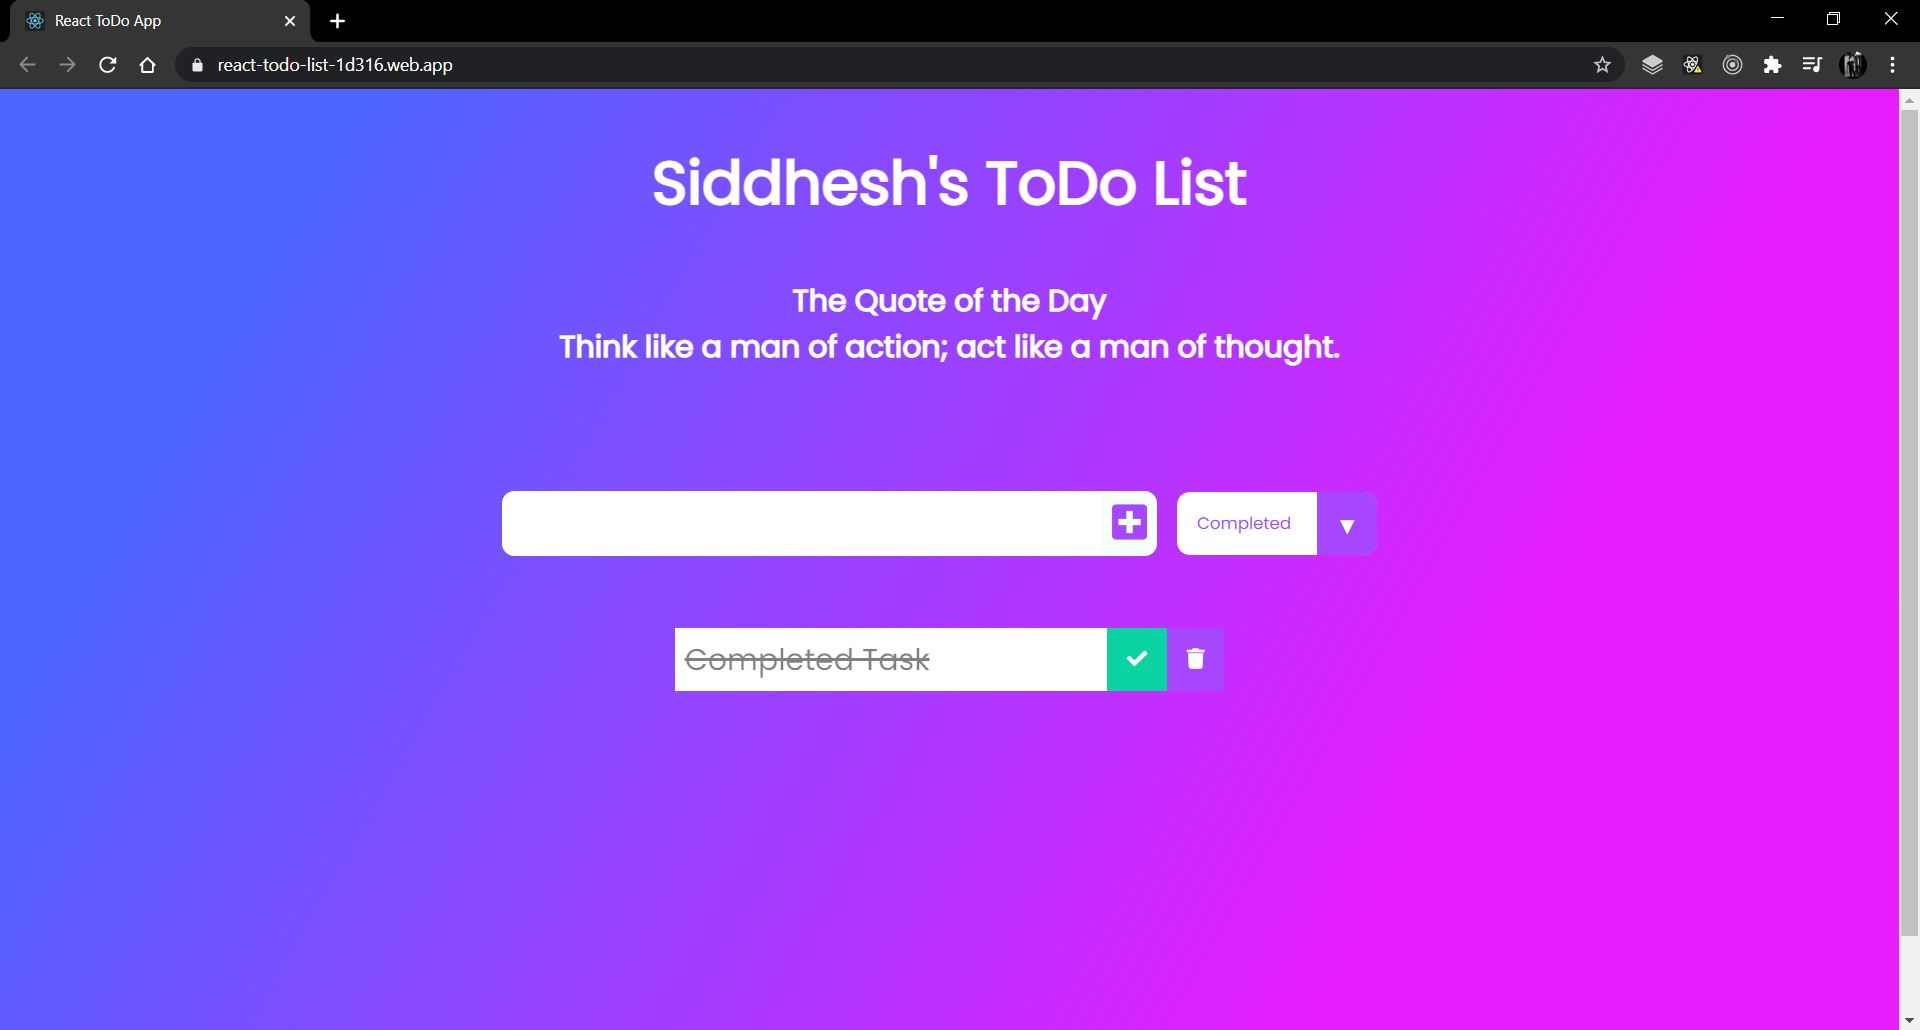 React ToDo App
react-todo-list-1d316.web.app
Siddhesh's ToDo List
The Quote of the Day
Think like a man of action; act like a man of thought.
Completed
Completed Task